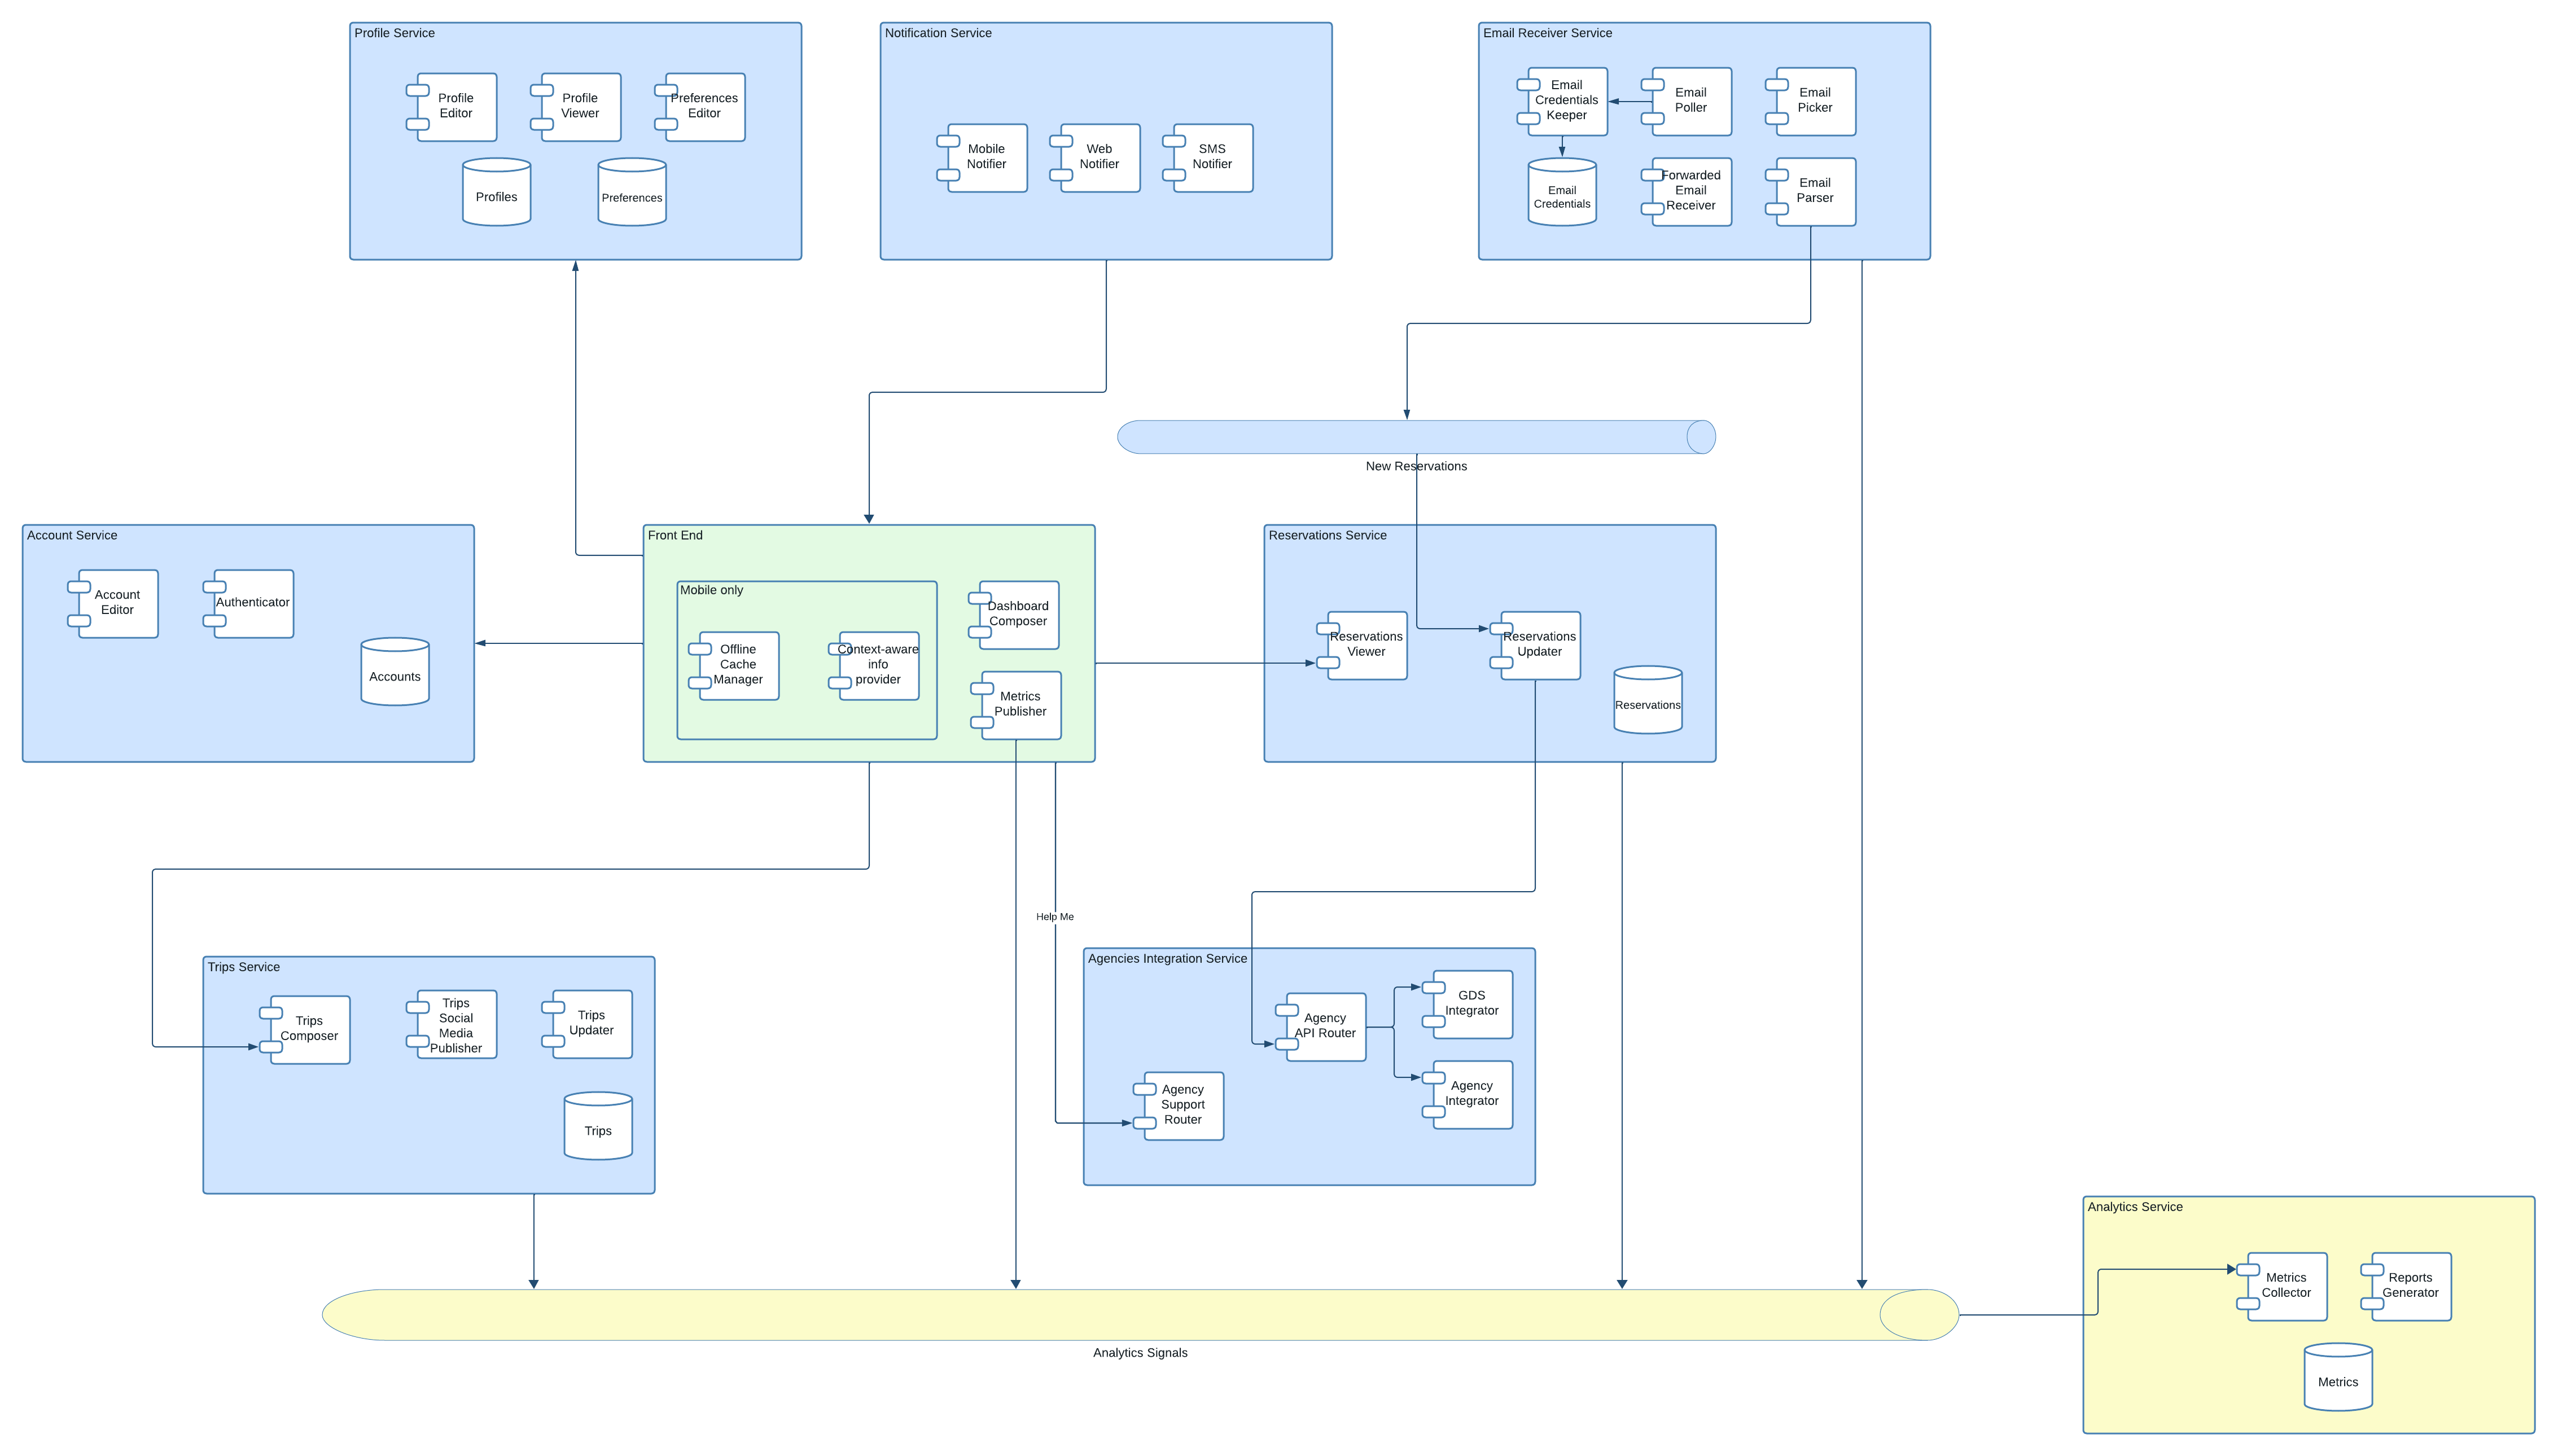 Profile Service
Profile
Editor
Profile
Viewer
Preferences
Editor
Profiles
Preferences
Notification Service
Mobile
Notifier
Web
Notifier
SMS
Notifier
Email Receiver Service
Email
Credentials
Keeper
Email
Poller
Email
Picker
Email
Credentials
Forwarded
Email
Receiver
Email
Parser
New Reservations
Account Service
Account
Editor
Authenticator
Accounts
Front End
Mobile only
Offline
Cache
Manager
Context-aware
info
provider
Dashboard
Composer
Metrics
Publisher
Reservations Service
Reservations
Viewer
Reservations
Updater
Reservations
Help Me
Trips Service
Trips
Composer
Trips
Social
Media
Publisher
Trips
Updater
Trips
Agencies Integration Service
Agency
API Router
GDS
Integrator
Agency
Support
Router
Agency
Integrator
Analytics Service
Metrics
Collector
Reports
Generator
Metrics
Analytics Signals